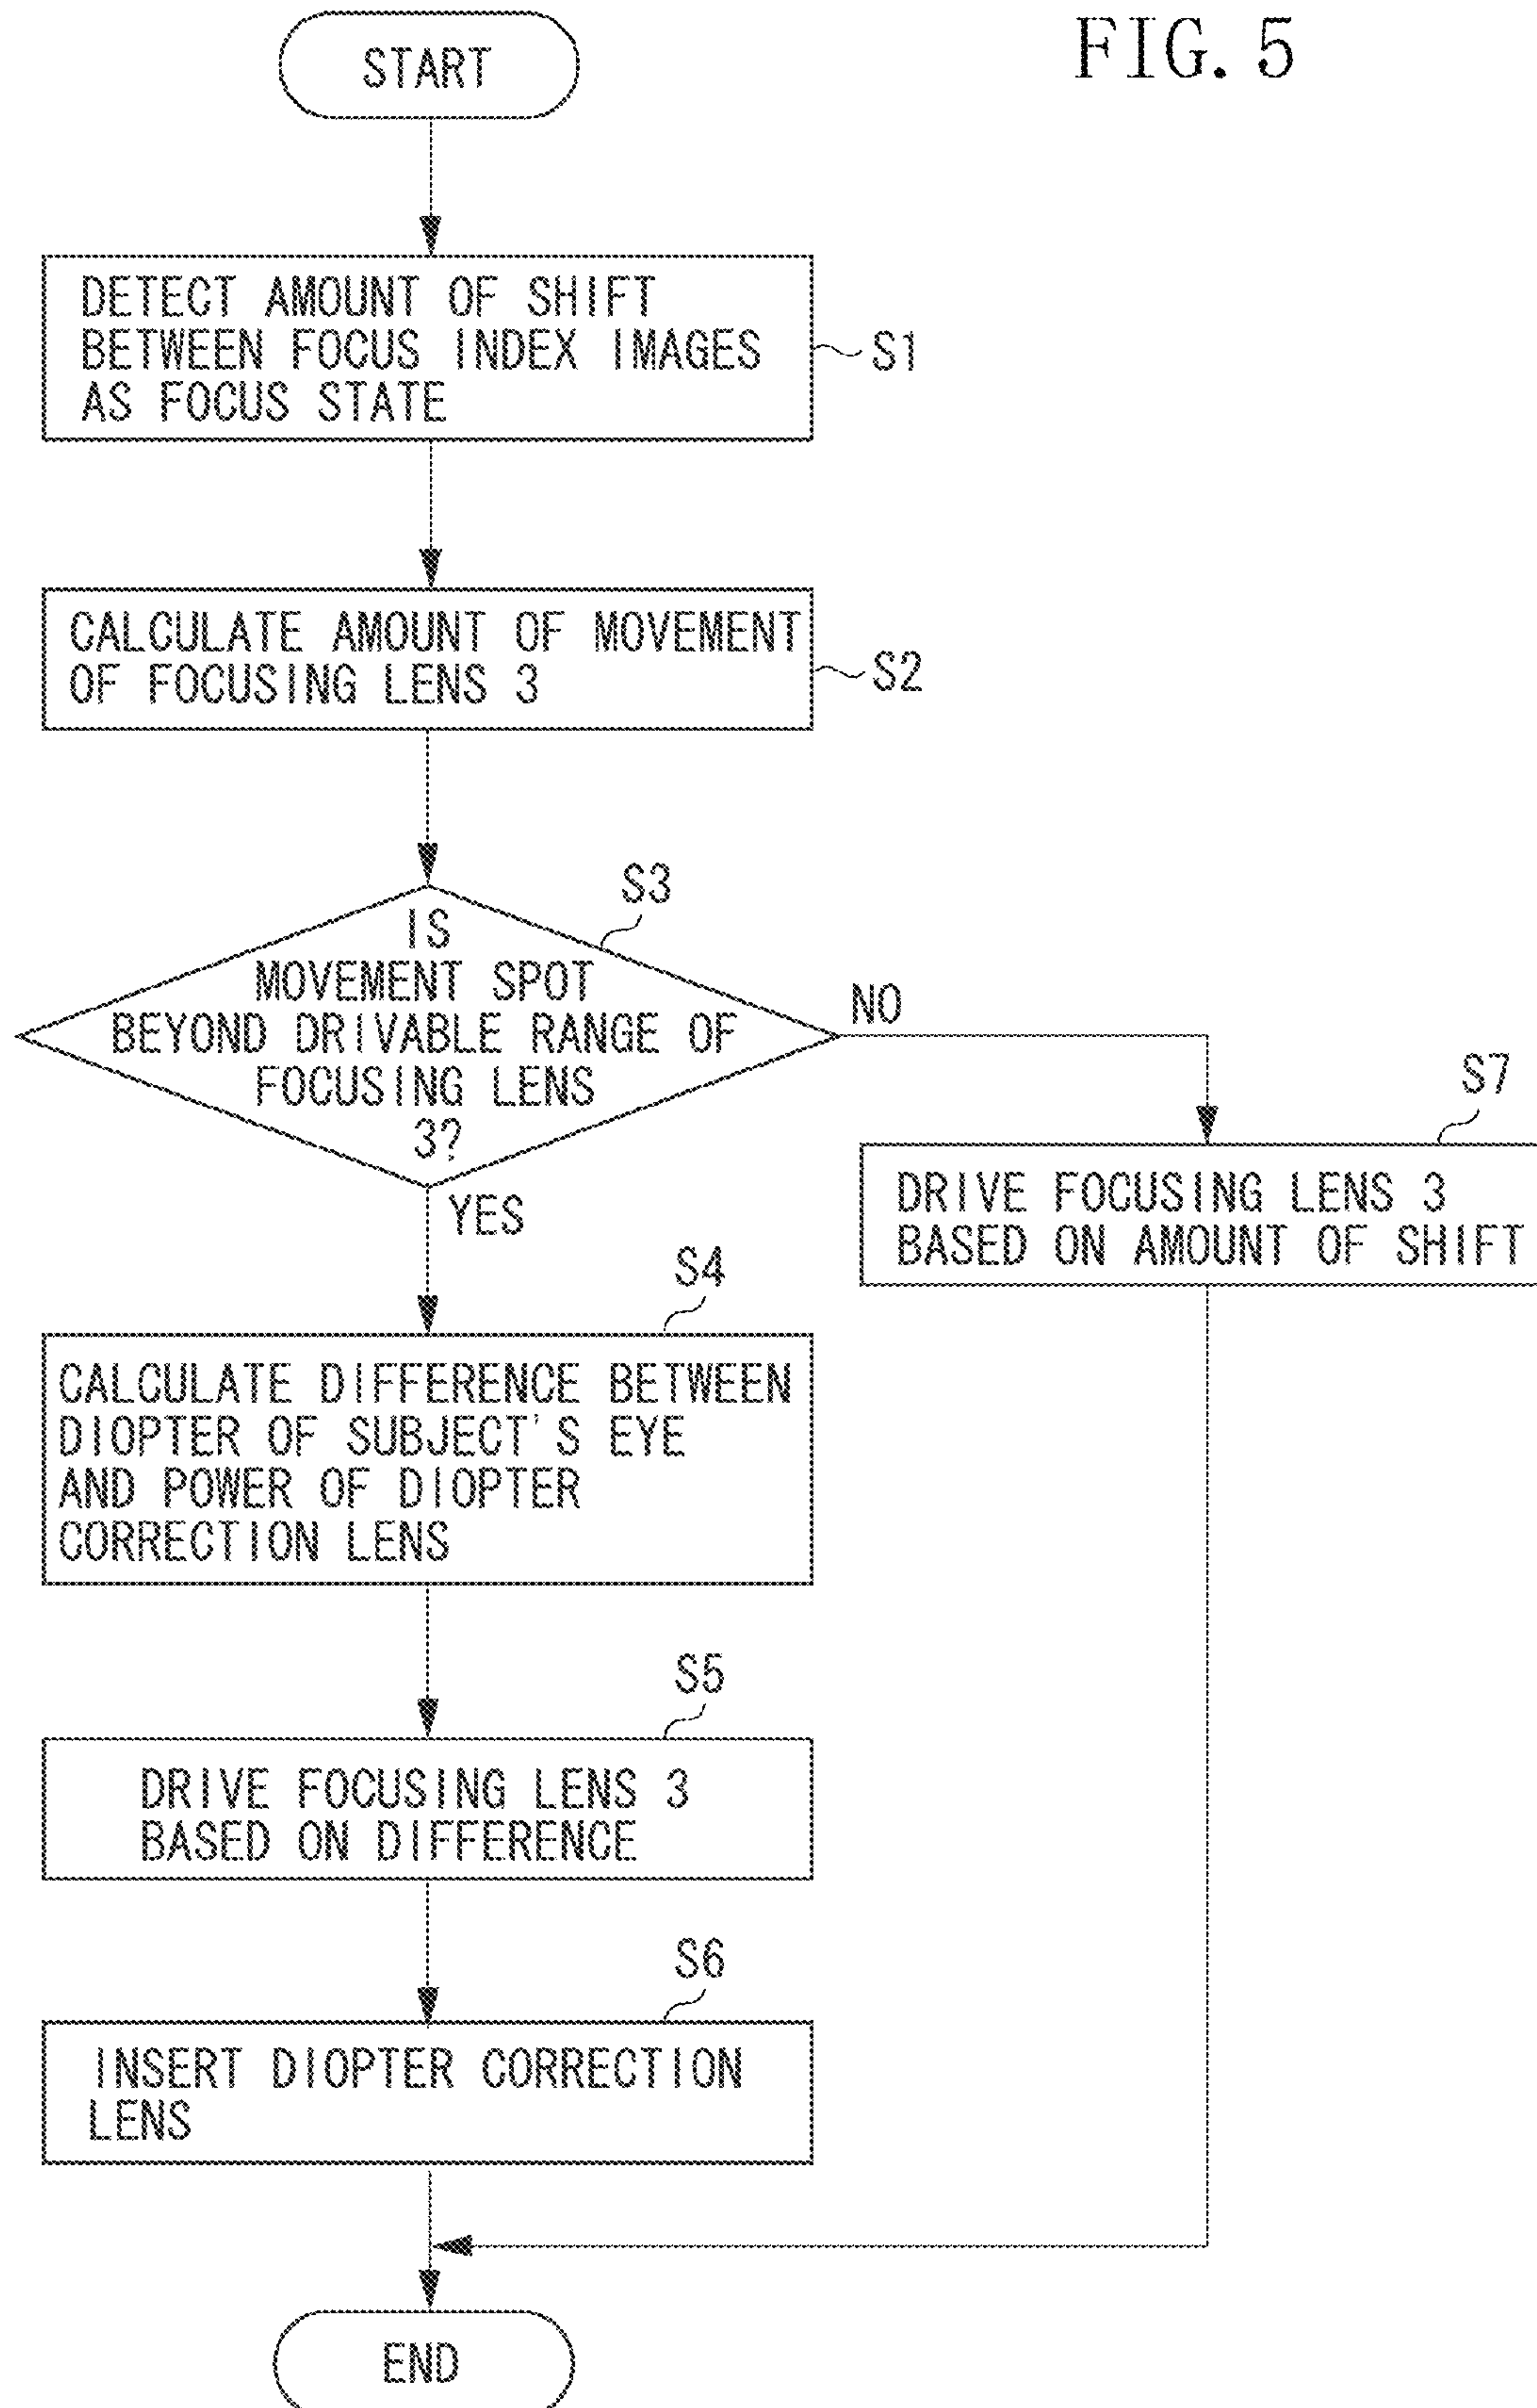 FIG. 5
START
DETECT AMOUNT OF SHIFT
BETWEEN FOCUS INDEX IMAGES
AS FOCUS STATE
S1
CALCULATE AMOUNT OF MOVEMENT
OF FOCUSING LENS 3
S2
S3
IS
MOVEMENT SPOT
BEYOND DRIVABLE RANGE OF
FOCUSING LENS
3?
NO
YES
S7
DRIVE FOCUSING LENS 3
BASED ON AMOUNT OF SHIFT
S4
CALCULATE DIFFERENCE BETWEEN
DIOPTER OF SUBJECT'S EYE
AND POWER OF DIOPTER
CORRECTION LENS
S5
DRIVE FOCUSING LENS 3
BASED ON DIFFERENCE
S6
INSERT DIOPTER CORRECTION
LENS
END